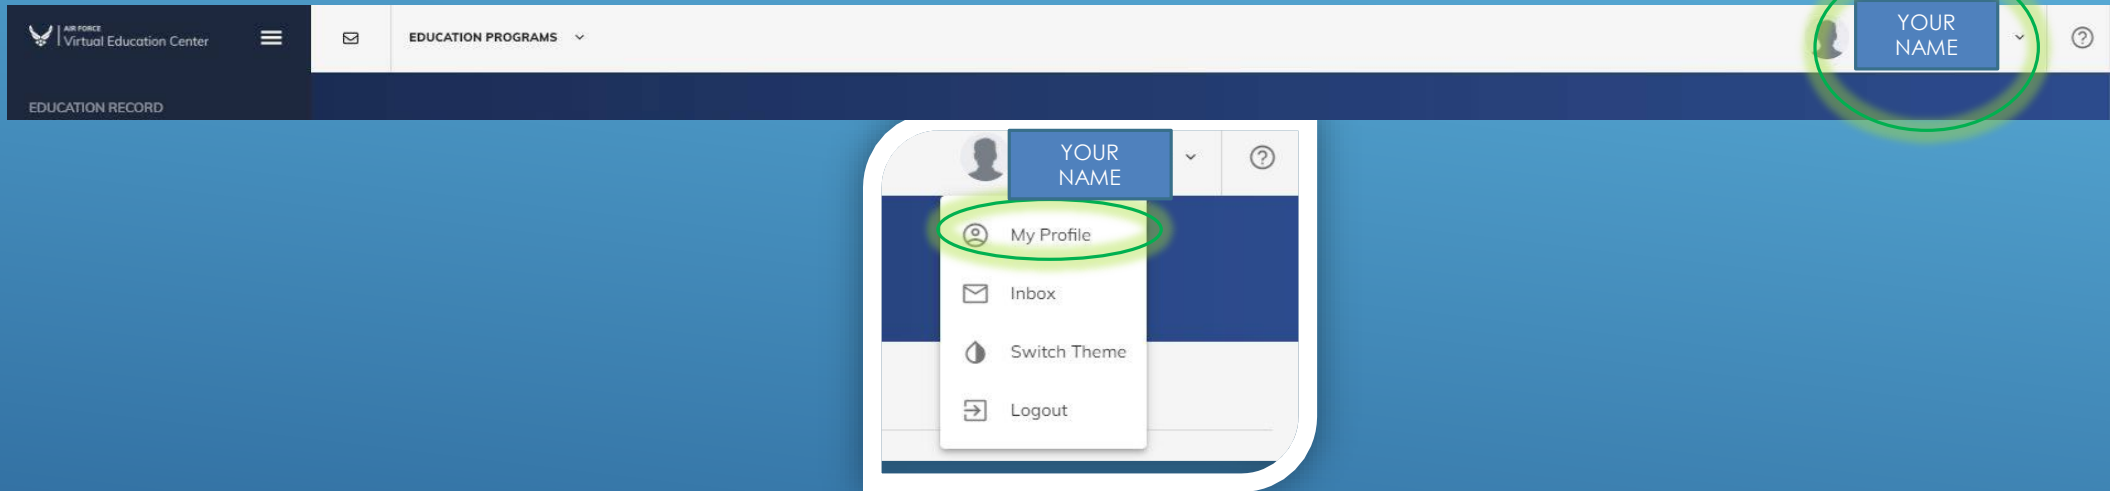 AIR FORCE
Virtual Education Center
EDUCATION PROGRAMS
YOUR
NAME
EDUCATION RECORD
YOUR
NAME
My Profile
Inbox
Switch Theme
Logout